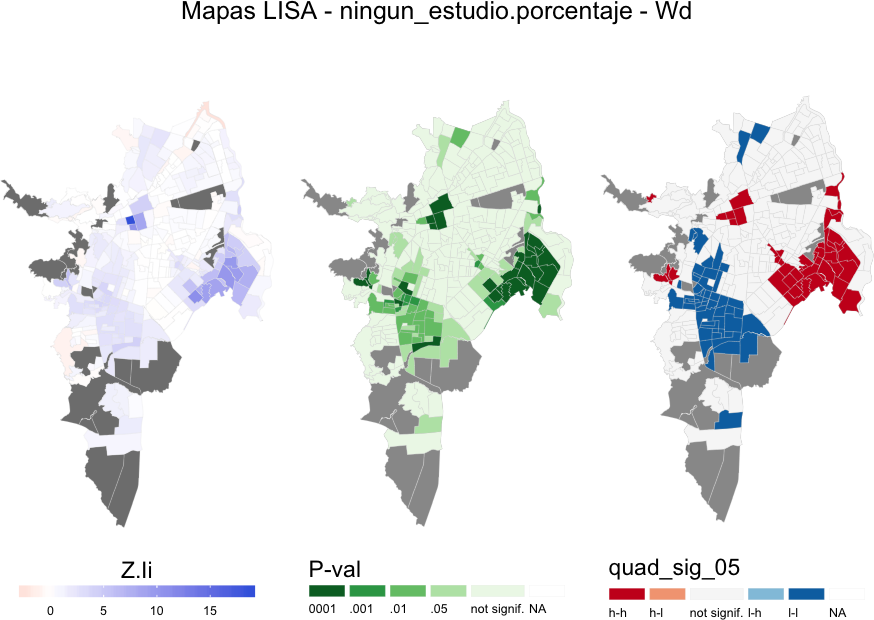 Mapas LISA - ningun_estudio.porcentaje - Wd
Z.Ii
0 5 10 15
P-val
0001 .001 .01 .05 not signif. NA
quad_sig_05
h-h h-l not signif. l-h l-l NA